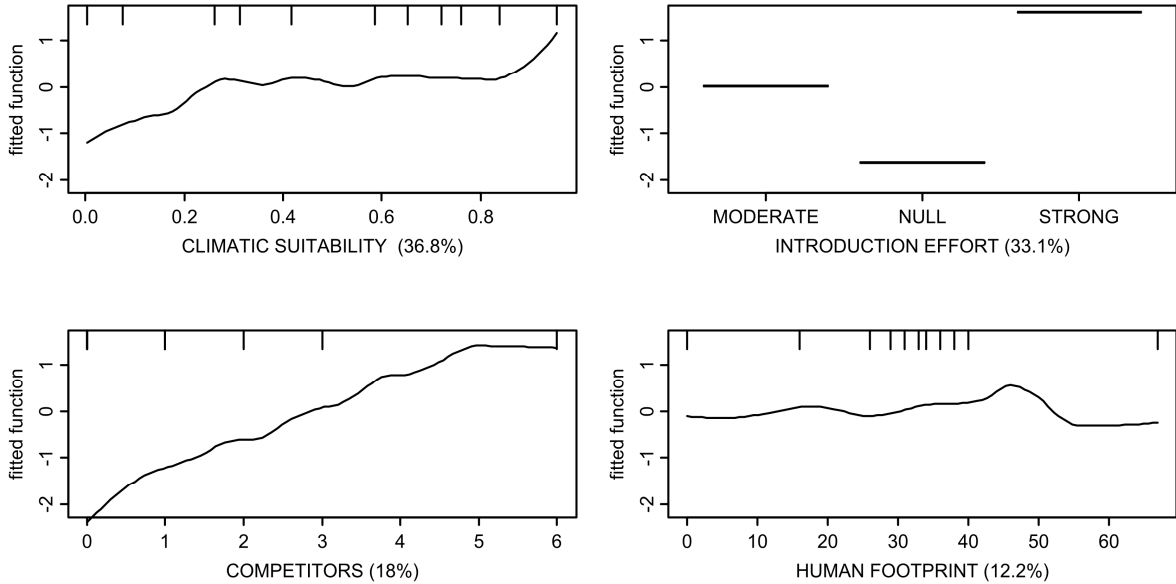 fitted function
1
0
-1
-2
0.0 0.2 0.4 0.6 0.8
CLIMATIC SUITABILITY (36.8%)
fitted function
1
0
-1
-2
MODERATE NULL STRONG
INTRODUCTION EFFORT (33.1%)
fitted function
1
0
-1
-2
0 1 2 3 4 5 6
COMPETITORS (18%)
fitted function
1
0
-1
-2
0 10 20 30 40 50 60
HUMAN FOOTPRINT (12.2%)